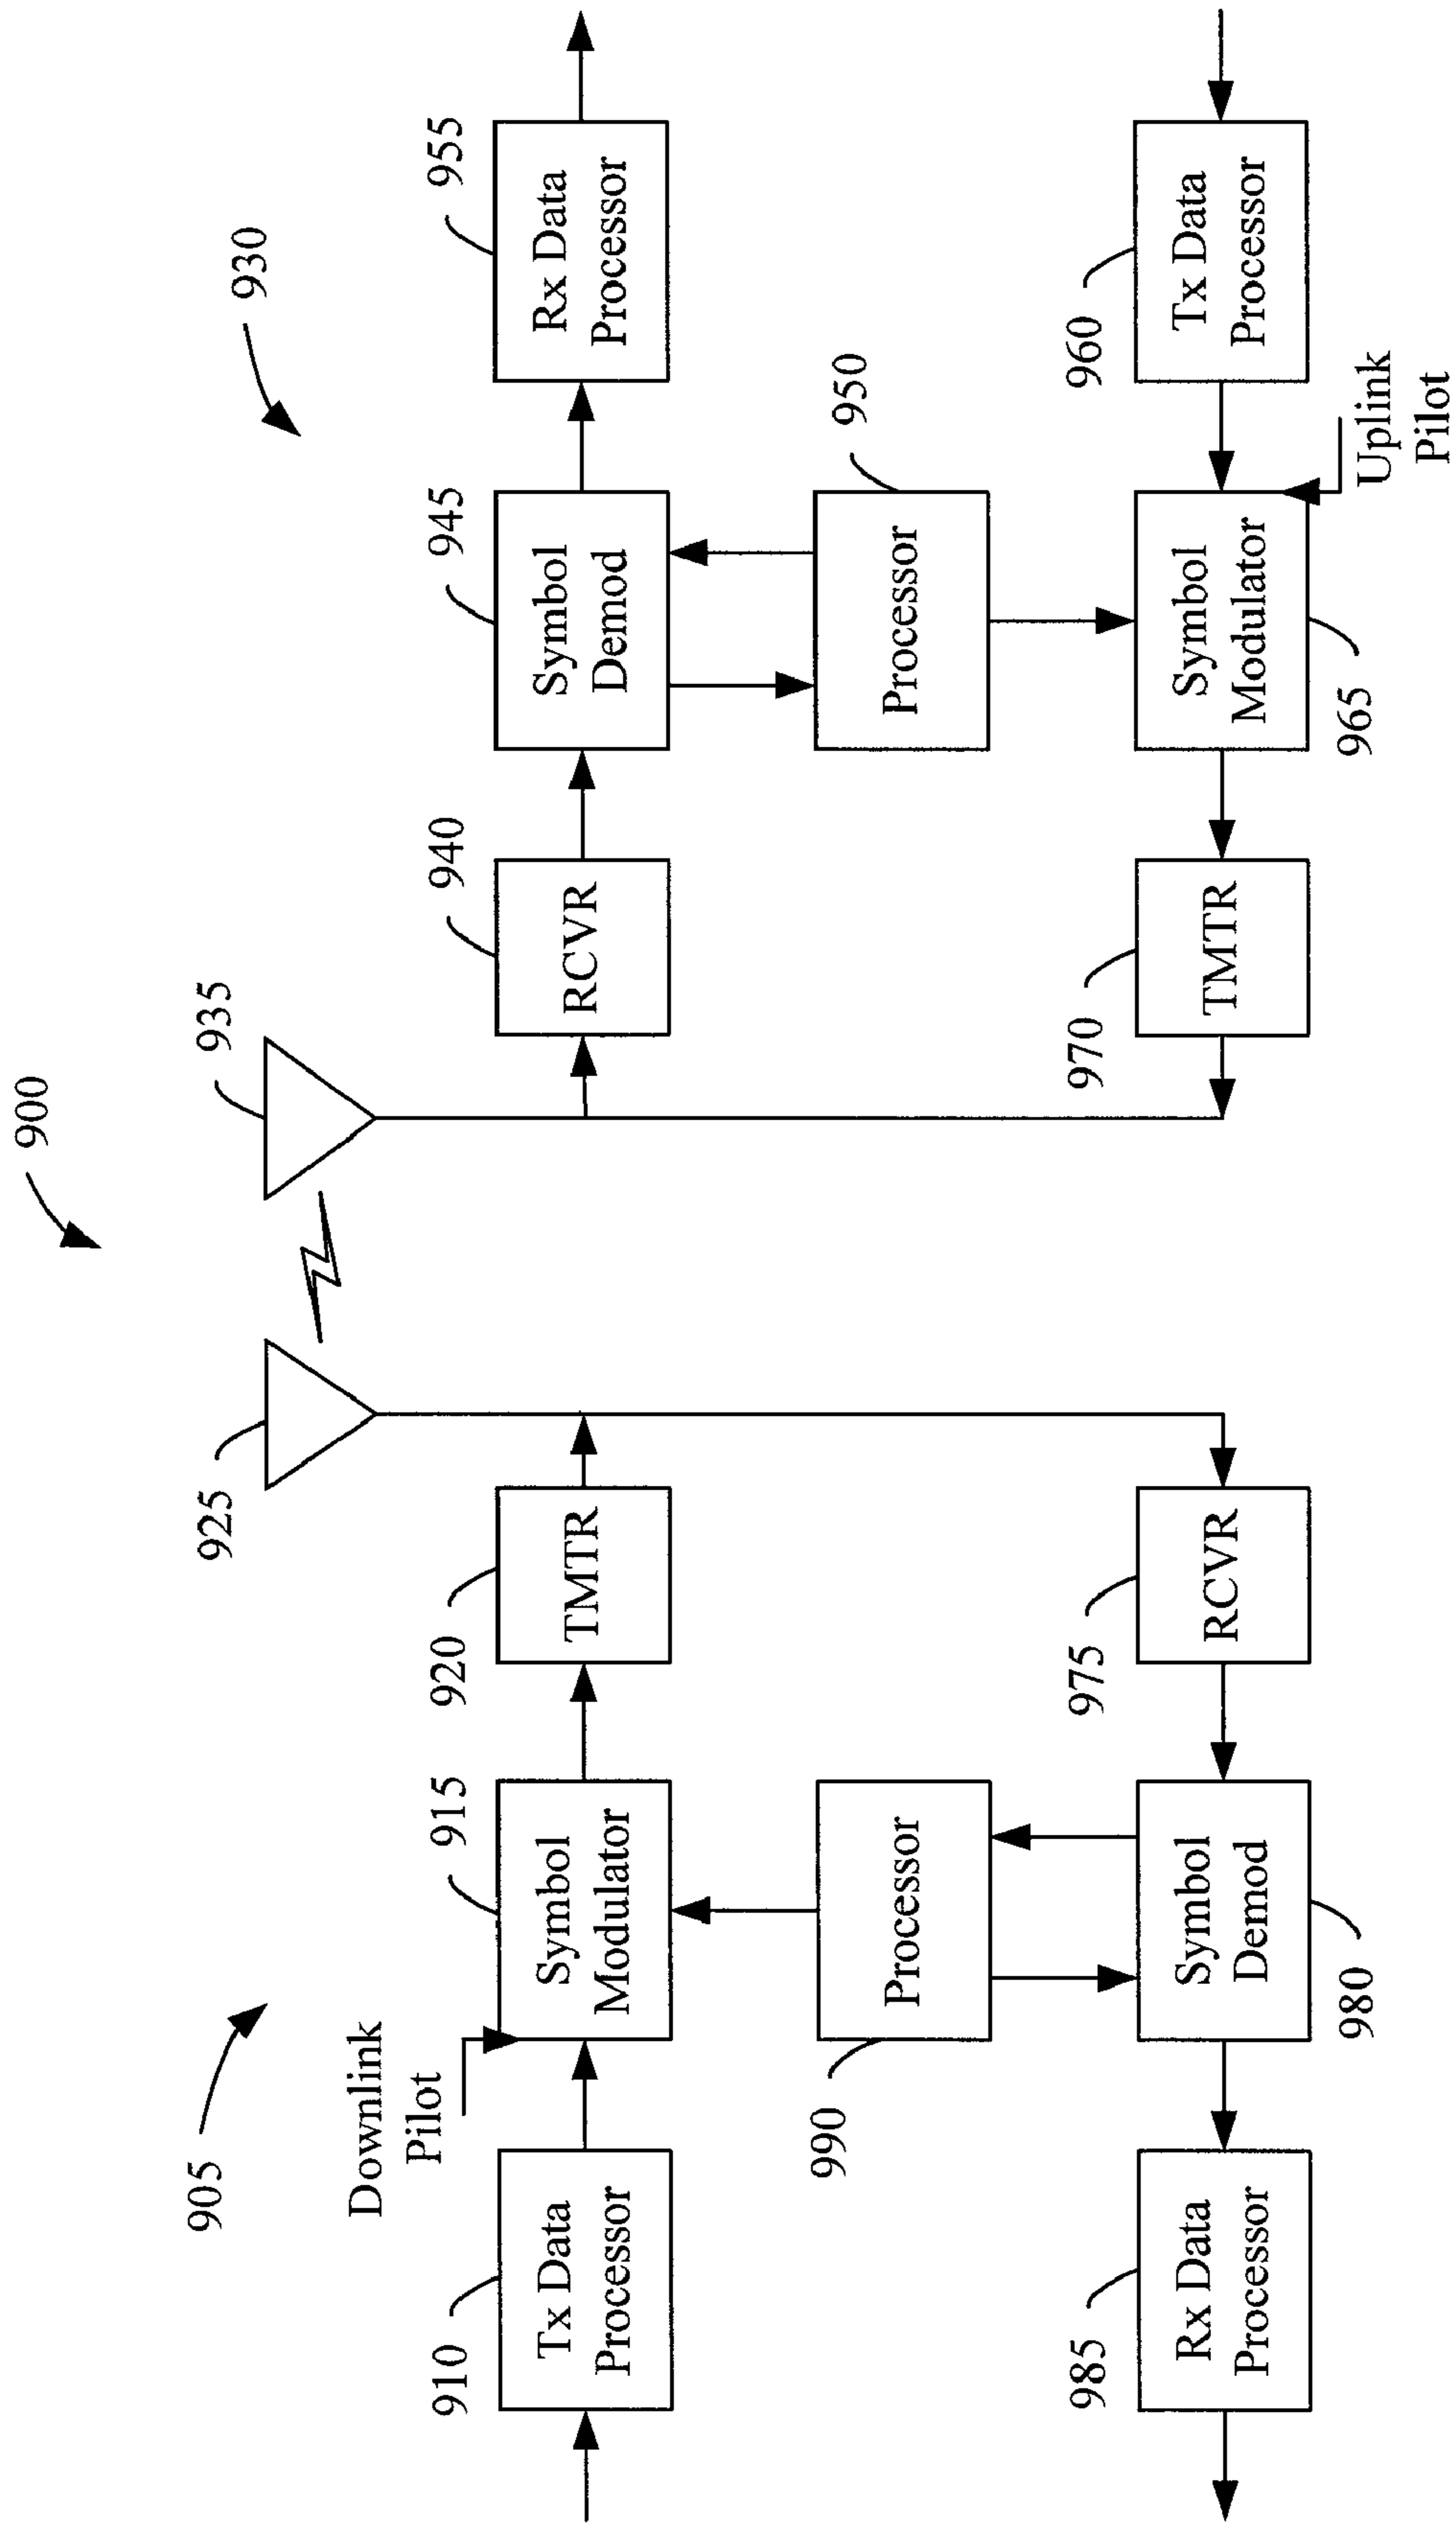 900
905
930
925
935
Downlink
Pilot
910
Tx Data
Processor
915
Symbol
Modulator
920
TMTR
940
RCVR
945
Symbol
Demod
955
Rx Data
Processor
990
Processor
950
Processor
985
Rx Data
Processor
980
Symbol
Demod
975
RCVR
970
TMTR
965
Symbol
Modulator
960
Tx Data
Processor
Uplink
Pilot